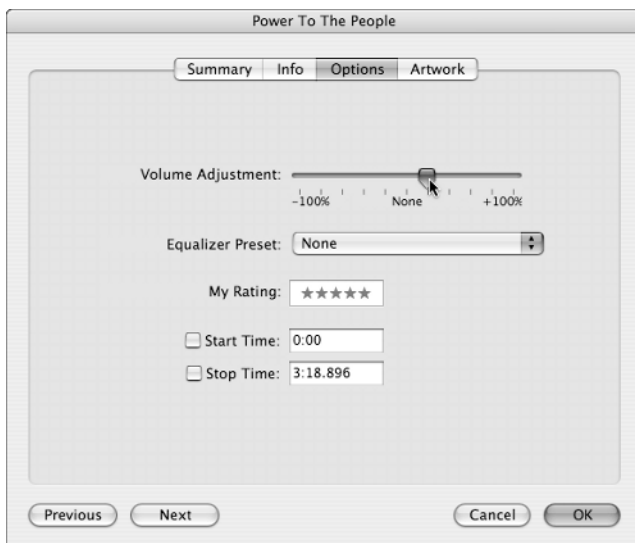 Power To The People
Summary Info Options Artwork
Volume Adjustment:
-100% None +100%
Equalizer Preset: None
My Rating: ★★★★★
Start Time: 0:00
Stop Time: 3:18.896
Previous Next Cancel OK